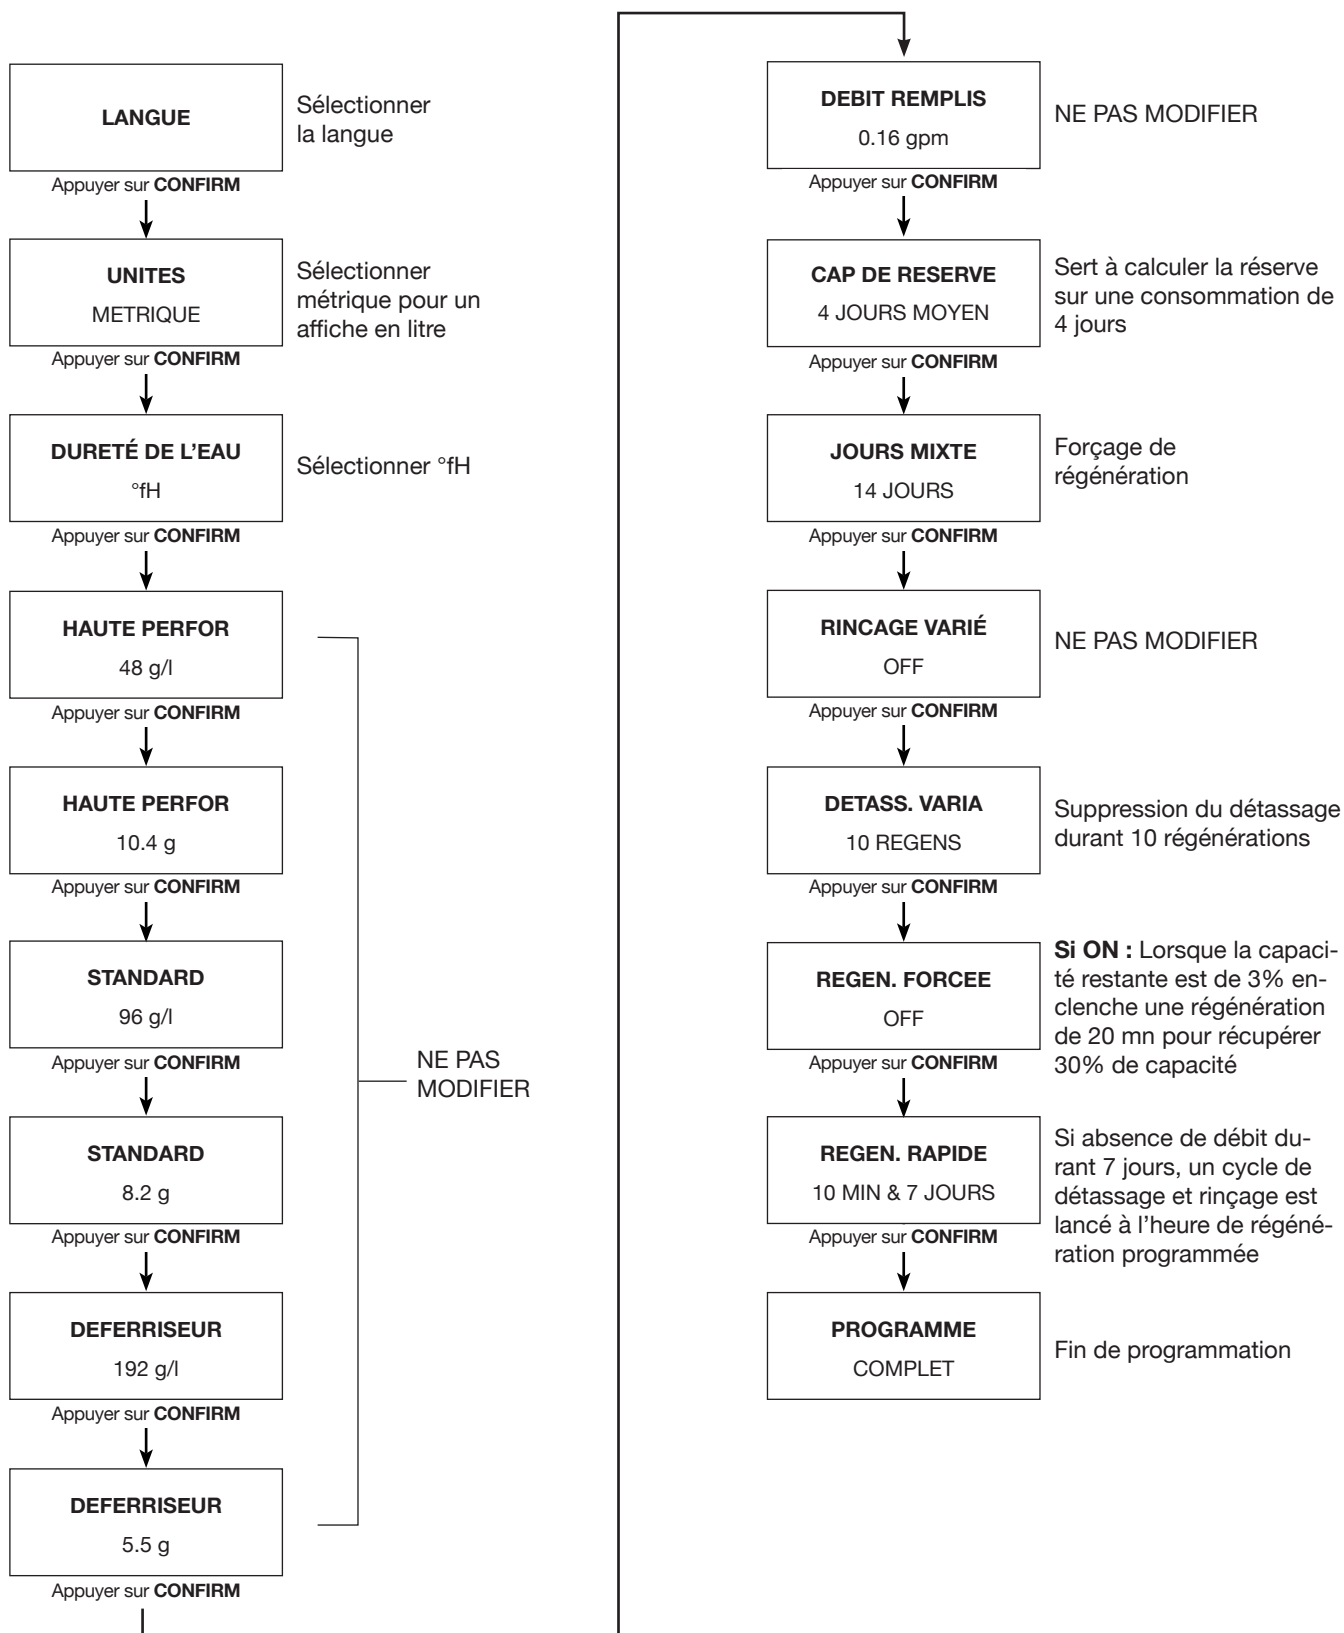 LANGUE
Sélectionner
la langue
Appuyer sur CONFIRM
UNITES
METRIQUE
Sélectionner
métrique pour un
affiche en litre
Appuyer sur CONFIRM
DURETÉ DE L'EAU
°fH
Sélectionner °fH
Appuyer sur CONFIRM
HAUTE PERFOR
48 g/l
Appuyer sur CONFIRM
HAUTE PERFOR
10.4 g
Appuyer sur CONFIRM
STANDARD
96 g/l
Appuyer sur CONFIRM
NE PAS
MODIFIER
STANDARD
8.2 g
Appuyer sur CONFIRM
DEFERRISEUR
192 g/l
Appuyer sur CONFIRM
DEFERRISEUR
5.5 g
Appuyer sur CONFIRM
DEBIT REMPLIS
0.16 gpm
NE PAS MODIFIER
Appuyer sur CONFIRM
CAP DE RESERVE
4 JOURS MOYEN
Sert à calculer la réserve
sur une consommation de
4 jours
Appuyer sur CONFIRM
JOURS MIXTE
14 JOURS
Forçage de
régénération
Appuyer sur CONFIRM
RINCAGE VARIÉ
OFF
NE PAS MODIFIER
Appuyer sur CONFIRM
DETASS. VARIA
10 REGENS
Suppression du détassage
durant 10 régénérations
Appuyer sur CONFIRM
REGEN. FORCEE
OFF
Si ON : Lorsque la capaci-
té restante est de 3% en-
clenche une régénération
de 20 mn pour récupérer
30% de capacité
Appuyer sur CONFIRM
REGEN. RAPIDE
10 MIN & 7 JOURS
Si absence de débit du-
rant 7 jours, un cycle de
détassage et rinçage est
lancé à l'heure de régéné-
ration programmée
Appuyer sur CONFIRM
PROGRAMME
COMPLET
Fin de programmation